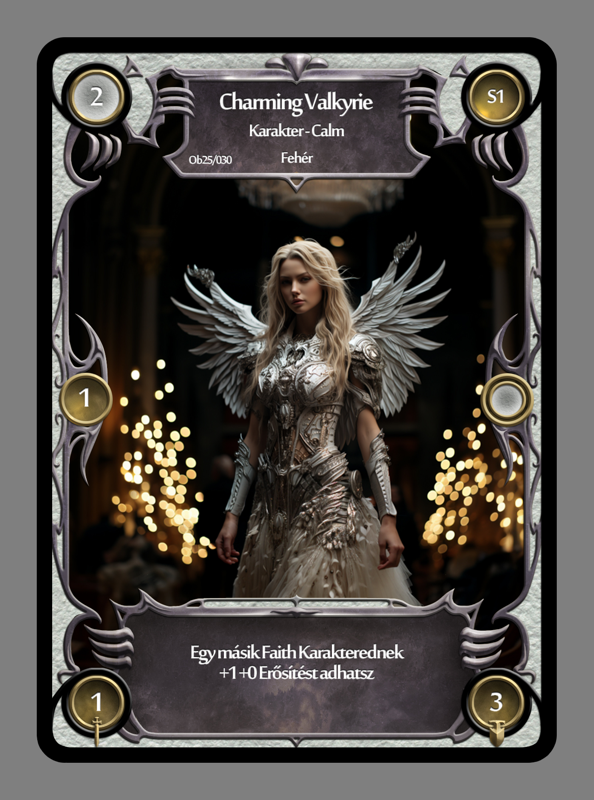 2
Charming Valkyrie
S1
Karakter - Calm
Ob25/030
Fehér
1
Egy másik Faith Karakterednek
+1 +0 Erősítést adhatsz
1
3